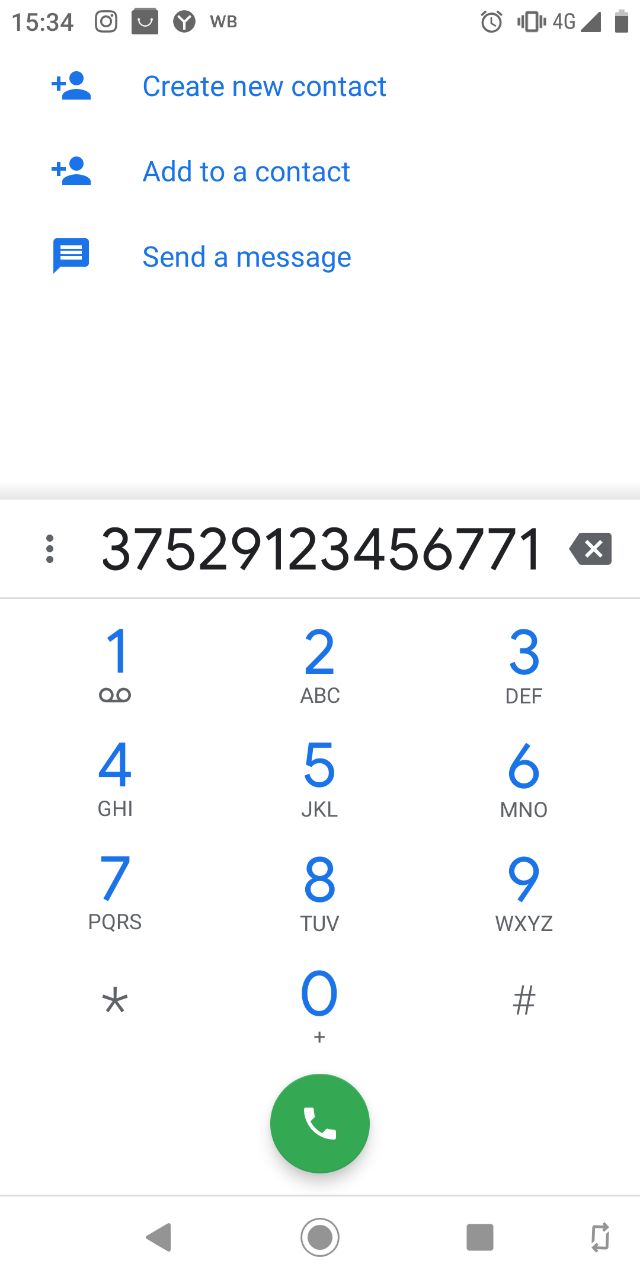 15:34 WB 4G
Create new contact
Add to a contact
Send a message
37529123456771
1 2 3
ABC DEF
4 5 6
GHI JKL MNO
7 8 9
PQRS TUV WXYZ
* 0 #
+